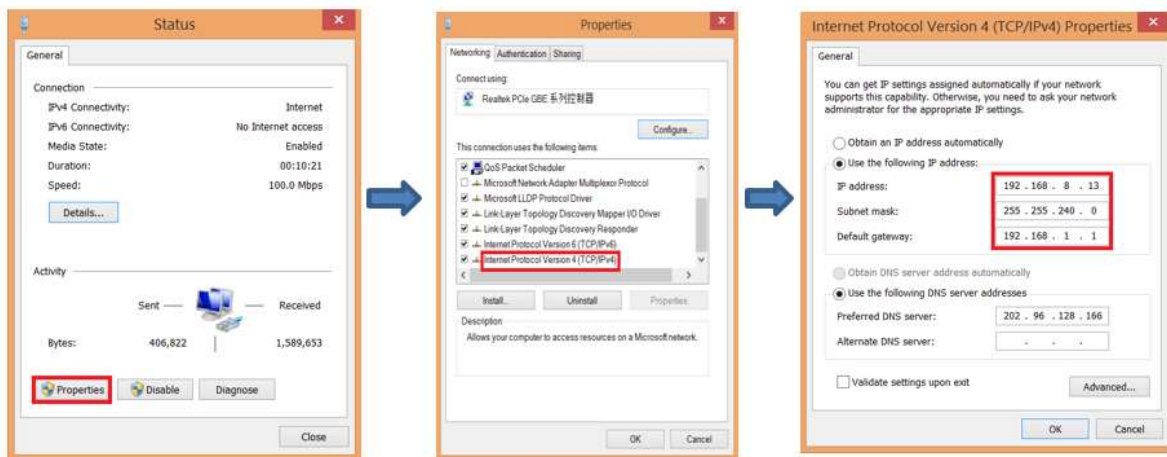 Status
General
Connection
IPv4 Connectivity: Internet
IPv6 Connectivity: No Internet access
Media State: Enabled
Duration: 00:10:21
Speed: 100.0 Mbps
Details...
Activity
Sent Received
Bytes: 406,822 1,589,653
Properties Disable Diagnose
Close
Properties
Networking Authentication Sharing
Connect using:
Realtek PCIe GBE 系列控制器
Configure...
This connection uses the following items:
QoS Packet Scheduler
Microsoft Network Adapter Multiplexor Protocol
Microsoft LLDP Protocol Driver
Link-Layer Topology Discovery Mapper I/O Driver
Link-Layer Topology Discovery Responder
Internet Protocol Version 6 (TCP/IPv6)
Internet Protocol Version 4 (TCP/IPv4)
Install... Uninstall Properties
Description
Allows your computer to access resources on a Microsoft network.
OK Cancel
Internet Protocol Version 4 (TCP/IPv4) Properties
General
You can get IP settings assigned automatically if your network
supports this capability. Otherwise, you need to ask your network
administrator for the appropriate IP settings.
Obtain an IP address automatically
Use the following IP address:
IP address: 192 . 168 . 8 . 13
Subnet mask: 255 . 255 . 240 . 0
Default gateway: 192 . 168 . 1 . 1
Obtain DNS server address automatically
Use the following DNS server addresses
Preferred DNS server: 202 . 96 . 128 . 166
Alternate DNS server: . . .
Validate settings upon exit
Advanced...
OK Cancel